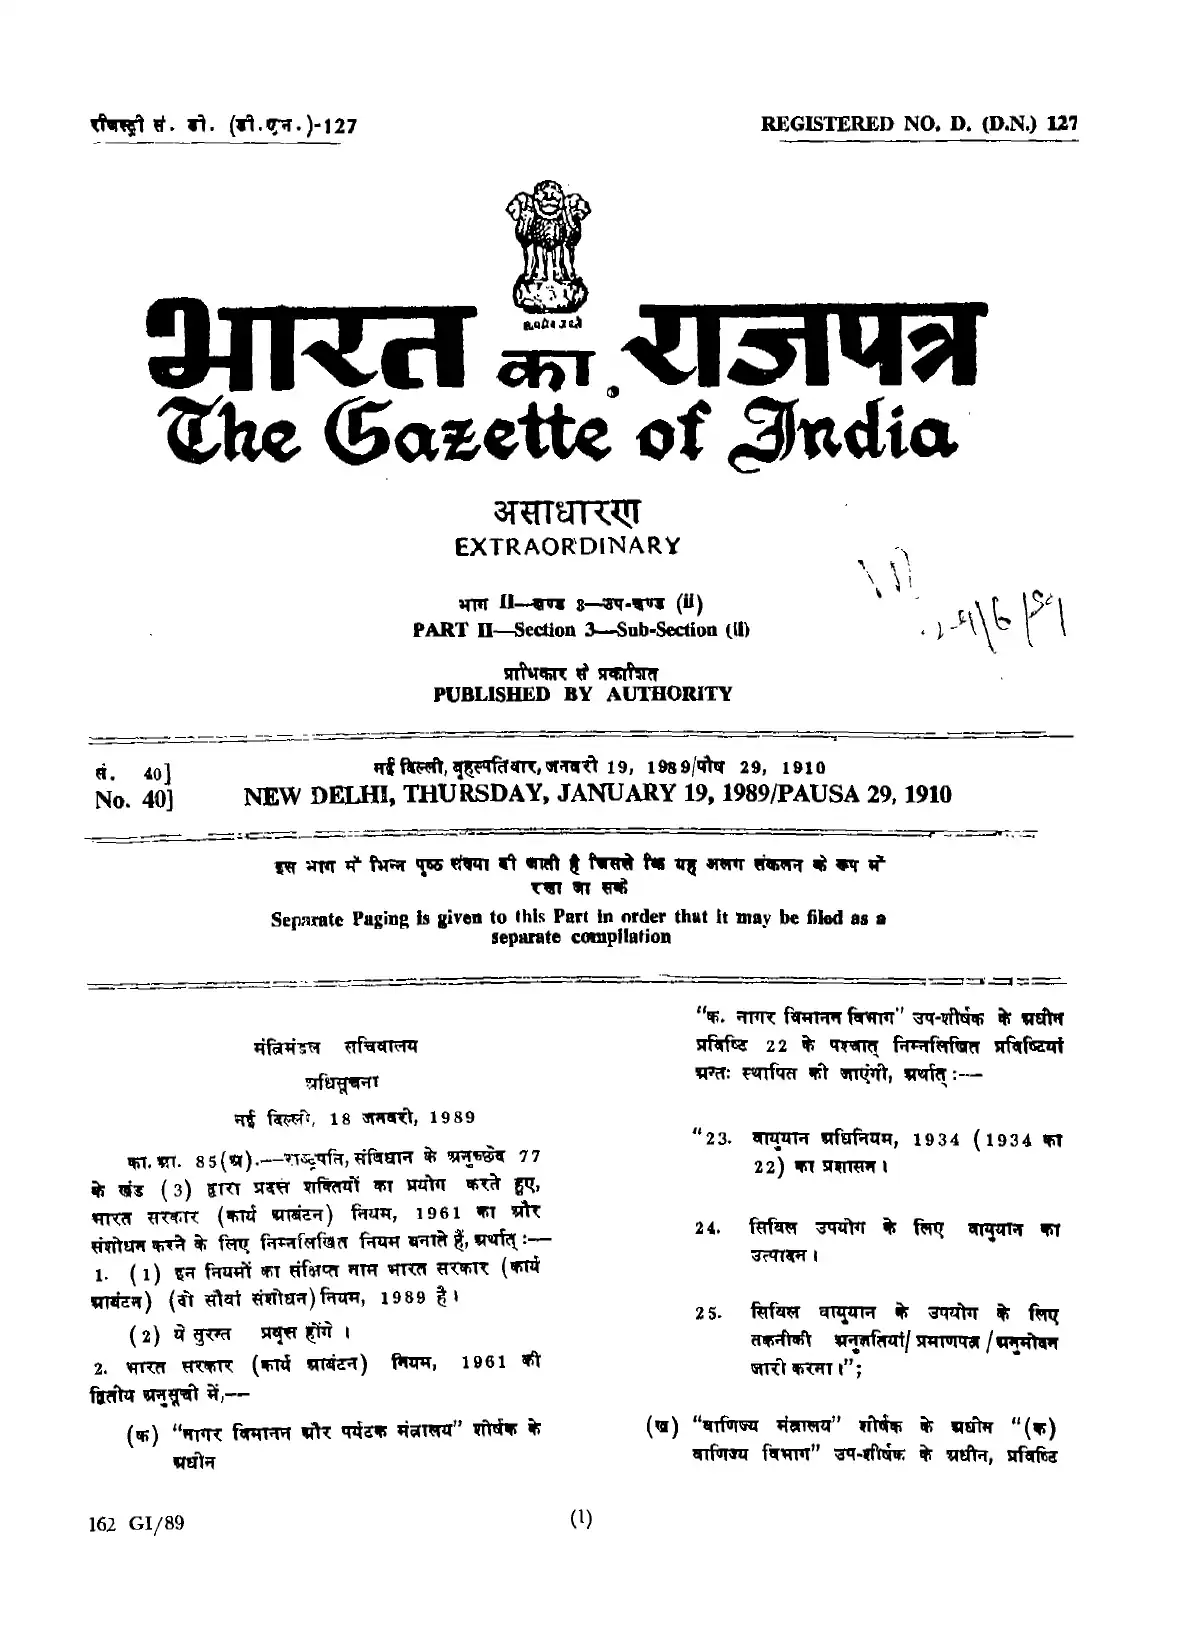 रजिस्ट्री सं. डी. (डी.एन.)-127
REGISTERED NO. D. (D.N.) 127
भारत का राजपत्र
The Gazette of India
असाधारण
EXTRAORDINARY
भाग II—खण्ड 3—उप-खण्ड (ii)
PART II—Section 3—Sub-Section (ii)
प्राधिकार से प्रकाशित
PUBLISHED BY AUTHORITY
सं. 40]
नई दिल्ली, बृहस्पतिवार, जनवरी 19, 1989/पौष 29, 1910
No. 40]
NEW DELHI, THURSDAY, JANUARY 19, 1989/PAUSA 29, 1910
इस भाग में भिन्न पृष्ठ संख्या दी जाती है जिससे कि यह अलग संकलन के रूप में
रखा जा सके
Separate Paging is given to this Part in order that it may be filed as a
separate compilation
मंत्रिमंडल सचिवालय
अधिसूचना
नई दिल्ली, 18 जनवरी, 1989
का. आ. 85(अ).—राष्ट्रपति, संविधान के अनुच्छेद 77
के खंड (3) द्वारा प्रदत्त शक्तियों का प्रयोग करते हुए,
भारत सरकार (कार्य आबंटन) नियम, 1961 का और
संशोधन करने के लिए निम्नलिखित नियम बनाते हैं, अर्थात् :—
1. (1) इन नियमों का संक्षिप्त नाम भारत सरकार (कार्य
आबंटन) (दो सौवां संशोधन) नियम, 1989 है।
(2) ये तुरन्त प्रवृत्त होंगे ।
2. भारत सरकार (कार्य आबंटन) नियम, 1961 की
द्वितीय अनुसूची में,—
(क) "नागर विमानन और पर्यटक मंत्रालय" शीर्षक के
अधीन
"क. नागर विमानन विभाग" उप-शीर्षक के अधीन
प्रविष्टि 22 के पश्चात् निम्नलिखित प्रविष्टियां
अन्तः स्थापित की जाएंगी, अर्थात् :—
"23. वायुयान अधिनियम, 1934 (1934 का
22) का प्रशासन ।
24. सिविल उपयोग के लिए वायुयान का
उत्पादन ।
25. सिविल वायुयान के उपयोग के लिए
तकनीकी अनुज्ञप्तियां/प्रमाणपत्र/अनुमोदन
जारी करना ।";
(ख) "वाणिज्य मंत्रालय" शीर्षक के अधीन "(क)
वाणिज्य विभाग" उप-शीर्षक के अधीन, प्रविष्टि
162 GI/89
(1)